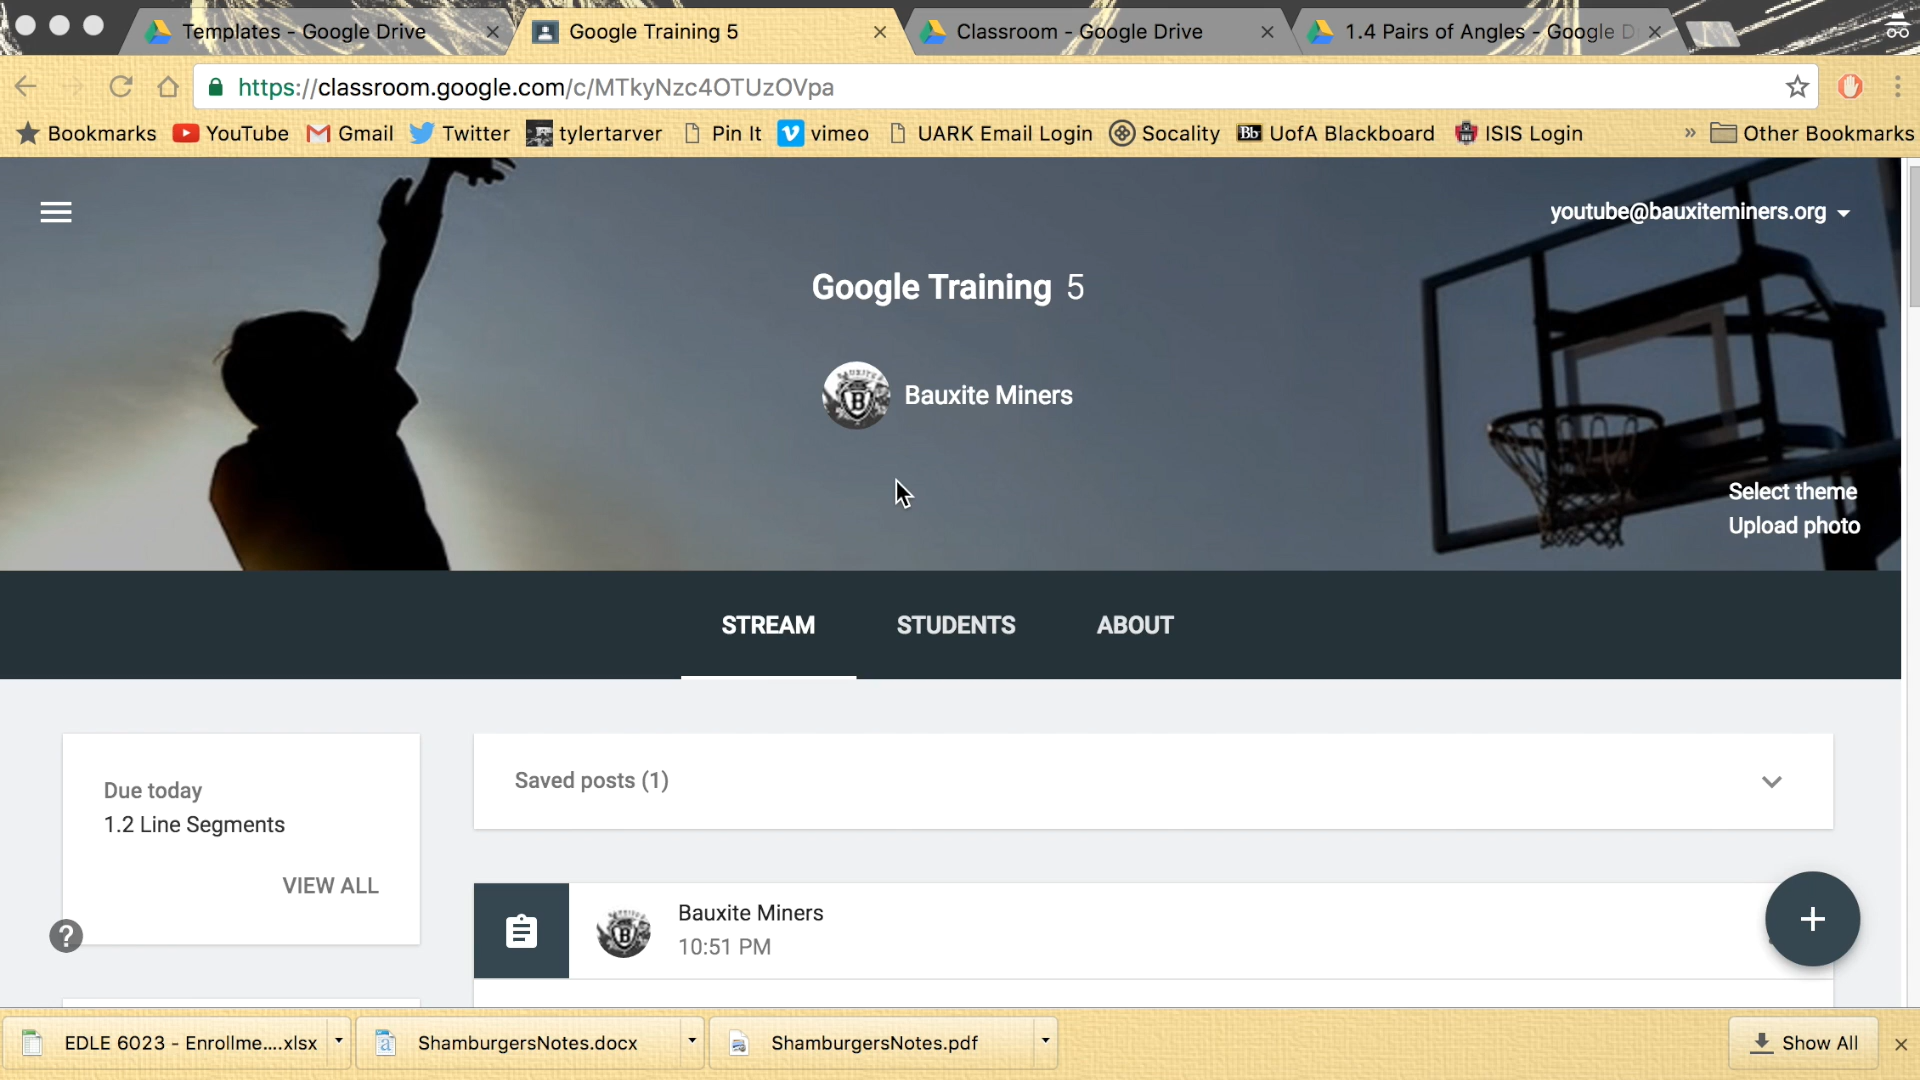 Templates - Google Drive
Google Training 5
Classroom - Google Drive
1.4 Pairs of Angles - Google D
https://classroom.google.com/c/MTkyNzc4OTUzOVpa
Bookmarks YouTube Gmail Twitter tylertarver Pin It vimeo UARK Email Login Socality Bb UofA Blackboard ISIS Login » Other Bookmarks
youtube@bauxiteminers.org
Google Training 5
Bauxite Miners
Select theme
Upload photo
STREAM STUDENTS ABOUT
Due today
1.2 Line Segments
VIEW ALL
Saved posts (1)
Bauxite Miners
10:51 PM
?
+
EDLE 6023 - Enrollme....xlsx
ShamburgersNotes.docx
ShamburgersNotes.pdf
Show All